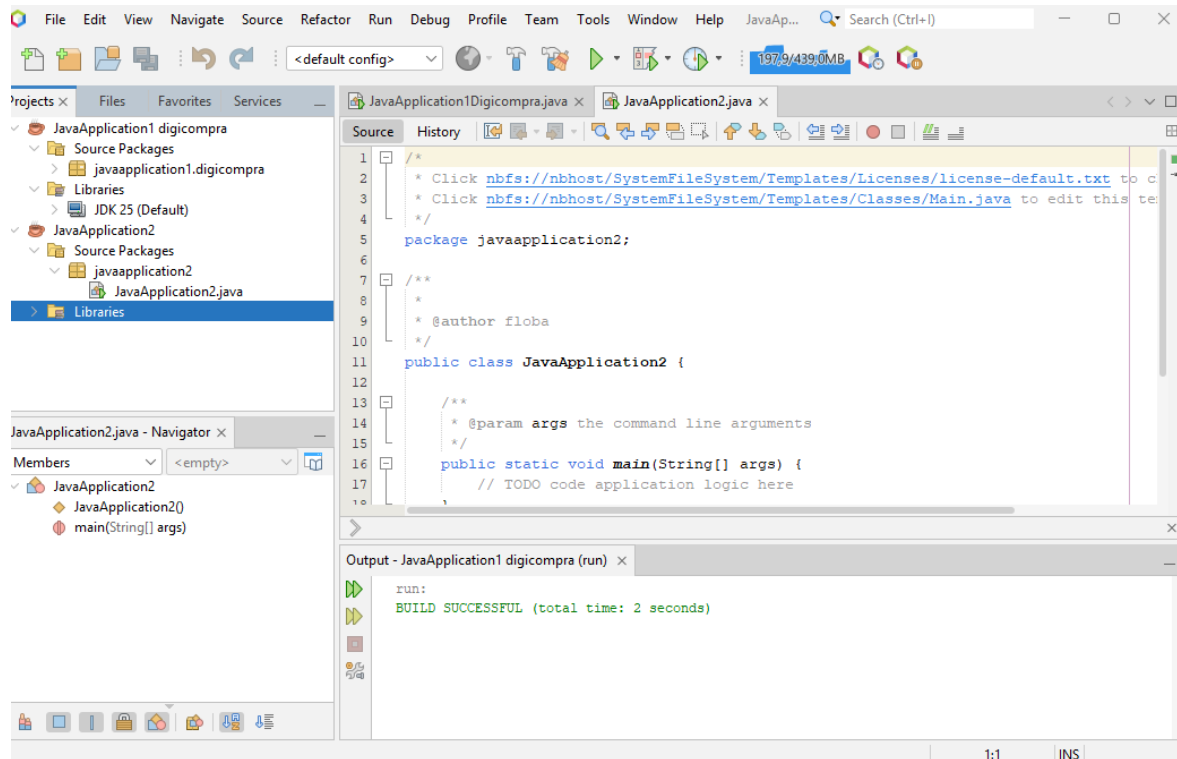 File Edit View Navigate Source Refactor Run Debug Profile Team Tools Window Help JavaAp... Search (Ctrl+I)
<default config> 197,9/439,0MB
Projects Files Favorites Services
JavaApplication1 digicompra
Source Packages
javaapplication1.digicompra
Libraries
JDK 25 (Default)
JavaApplication2
Source Packages
javaapplication2
JavaApplication2.java
Libraries
JavaApplication2.java - Navigator
Members <empty>
JavaApplication2
JavaApplication2()
main(String[] args)
JavaApplication1Digicompra.java JavaApplication2.java
Source History
1 /*
2 * Click nbfs://nbhost/SystemFileSystem/Templates/Licenses/license-default.txt to c
3 * Click nbfs://nbhost/SystemFileSystem/Templates/Classes/Main.java to edit this te
4 */
5 package javaapplication2;
6
7 /**
8 *
9 * @author floba
10 */
11 public class JavaApplication2 {
12
13 /**
14 * @param args the command line arguments
15 */
16 public static void main(String[] args) {
17 // TODO code application logic here
18 }
Output - JavaApplication1 digicompra (run)
run:
BUILD SUCCESSFUL (total time: 2 seconds)
1:1 INS